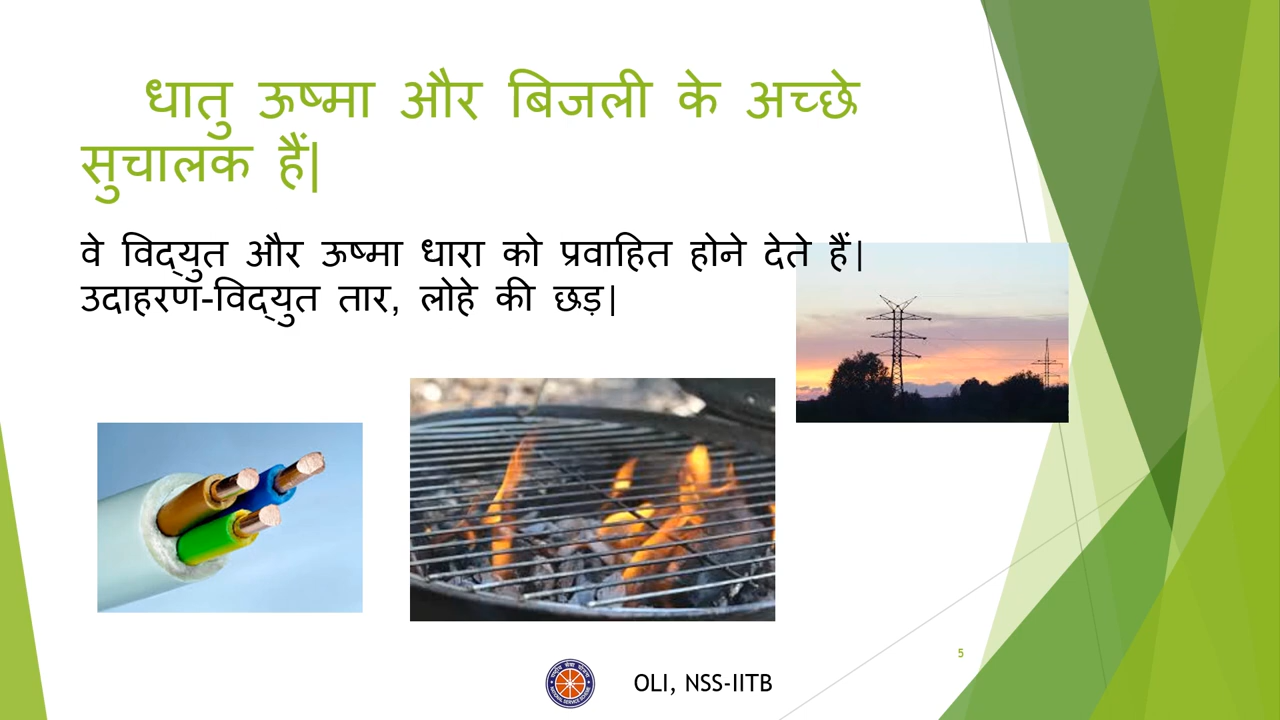 धातु ऊष्मा और बिजली के अच्छे
सुचालक हैं|
वे विद्युत और ऊष्मा धारा को प्रवाहित होने देते हैं|
उदाहरण-विद्युत तार, लोहे की छड़|
5
OLI, NSS-IITB